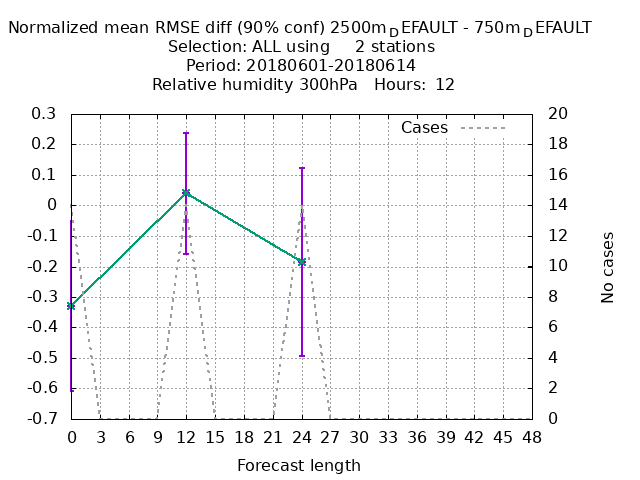 Normalized mean RMSE diff (90% conf) 2500m_DEFAULT - 750m_DEFAULT
Selection: ALL using 2 stations
Period: 20180601-20180614
Relative humidity 300hPa Hours: 12
Cases
0.3
0.2
0.1
0
-0.1
-0.2
-0.3
-0.4
-0.5
-0.6
-0.7
20
18
16
14
12
10
8
6
4
2
0
No cases
0 3 6 9 12 15 18 21 24 27 30 33 36 39 42 45 48
Forecast length